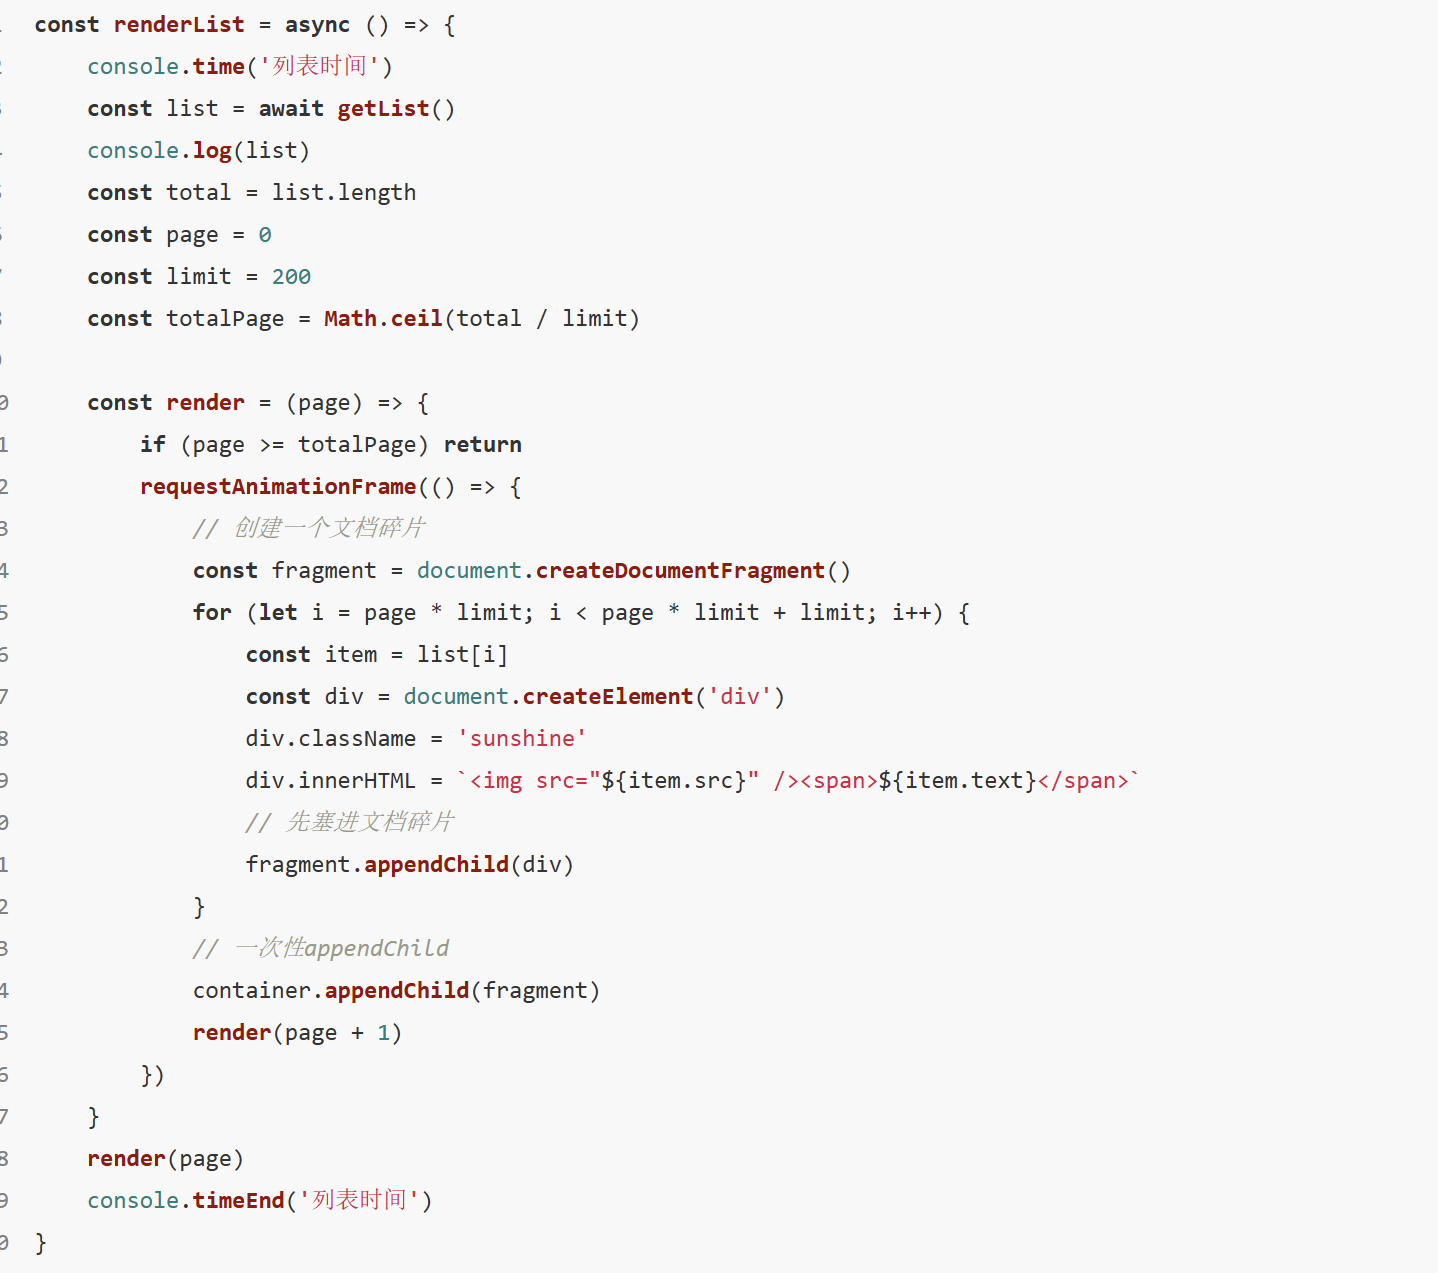 const renderList = async () => {
console.time('列表时间')
const list = await getList()
console.log(list)
const total = list.length
const page = 0
const limit = 200
const totalPage = Math.ceil(total / limit)
const render = (page) => {
if (page >= totalPage) return
requestAnimationFrame(() => {
// 创建一个文档碎片
const fragment = document.createDocumentFragment()
for (let i = page * limit; i < page * limit + limit; i++) {
const item = list[i]
const div = document.createElement('div')
div.className = 'sunshine'
div.innerHTML = `<img src="${item.src}" /><span>${item.text}</span>`
// 先塞进文档碎片
fragment.appendChild(div)
}
// 一次性appendChild
container.appendChild(fragment)
render(page + 1)
})
}
render(page)
console.timeEnd('列表时间')
}